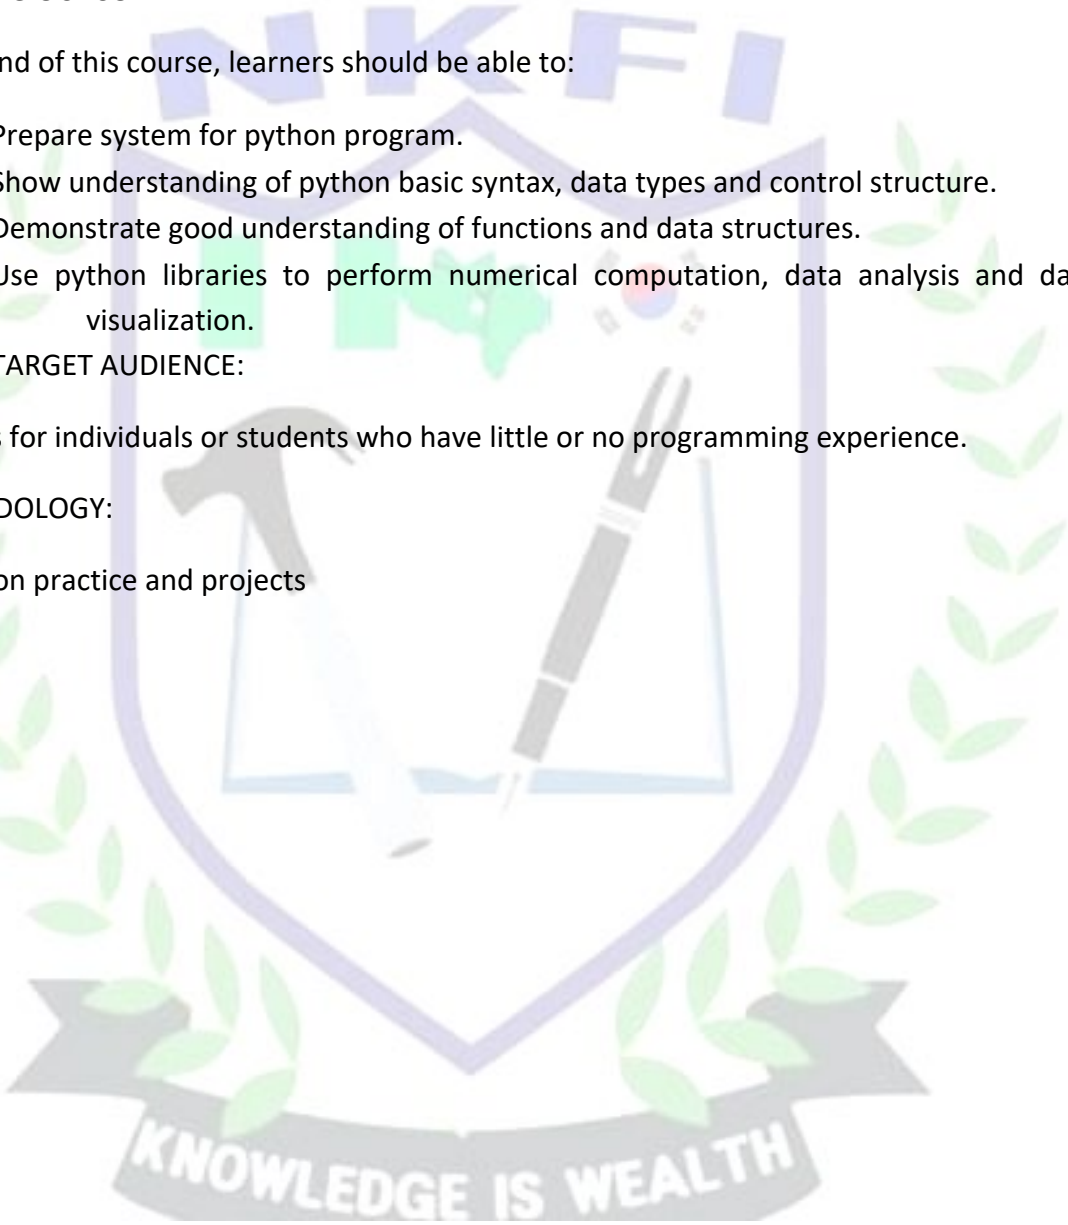 NKFI
nd of this course, learners should be able to:
Prepare system for python program.
Show understanding of python basic syntax, data types and control structure.
Demonstrate good understanding of functions and data structures.
Use python libraries to perform numerical computation, data analysis and da
visualization.
TARGET AUDIENCE:
s for individuals or students who have little or no programming experience.
DOLOGY:
on practice and projects
KNOWLEDGE IS WEALTH